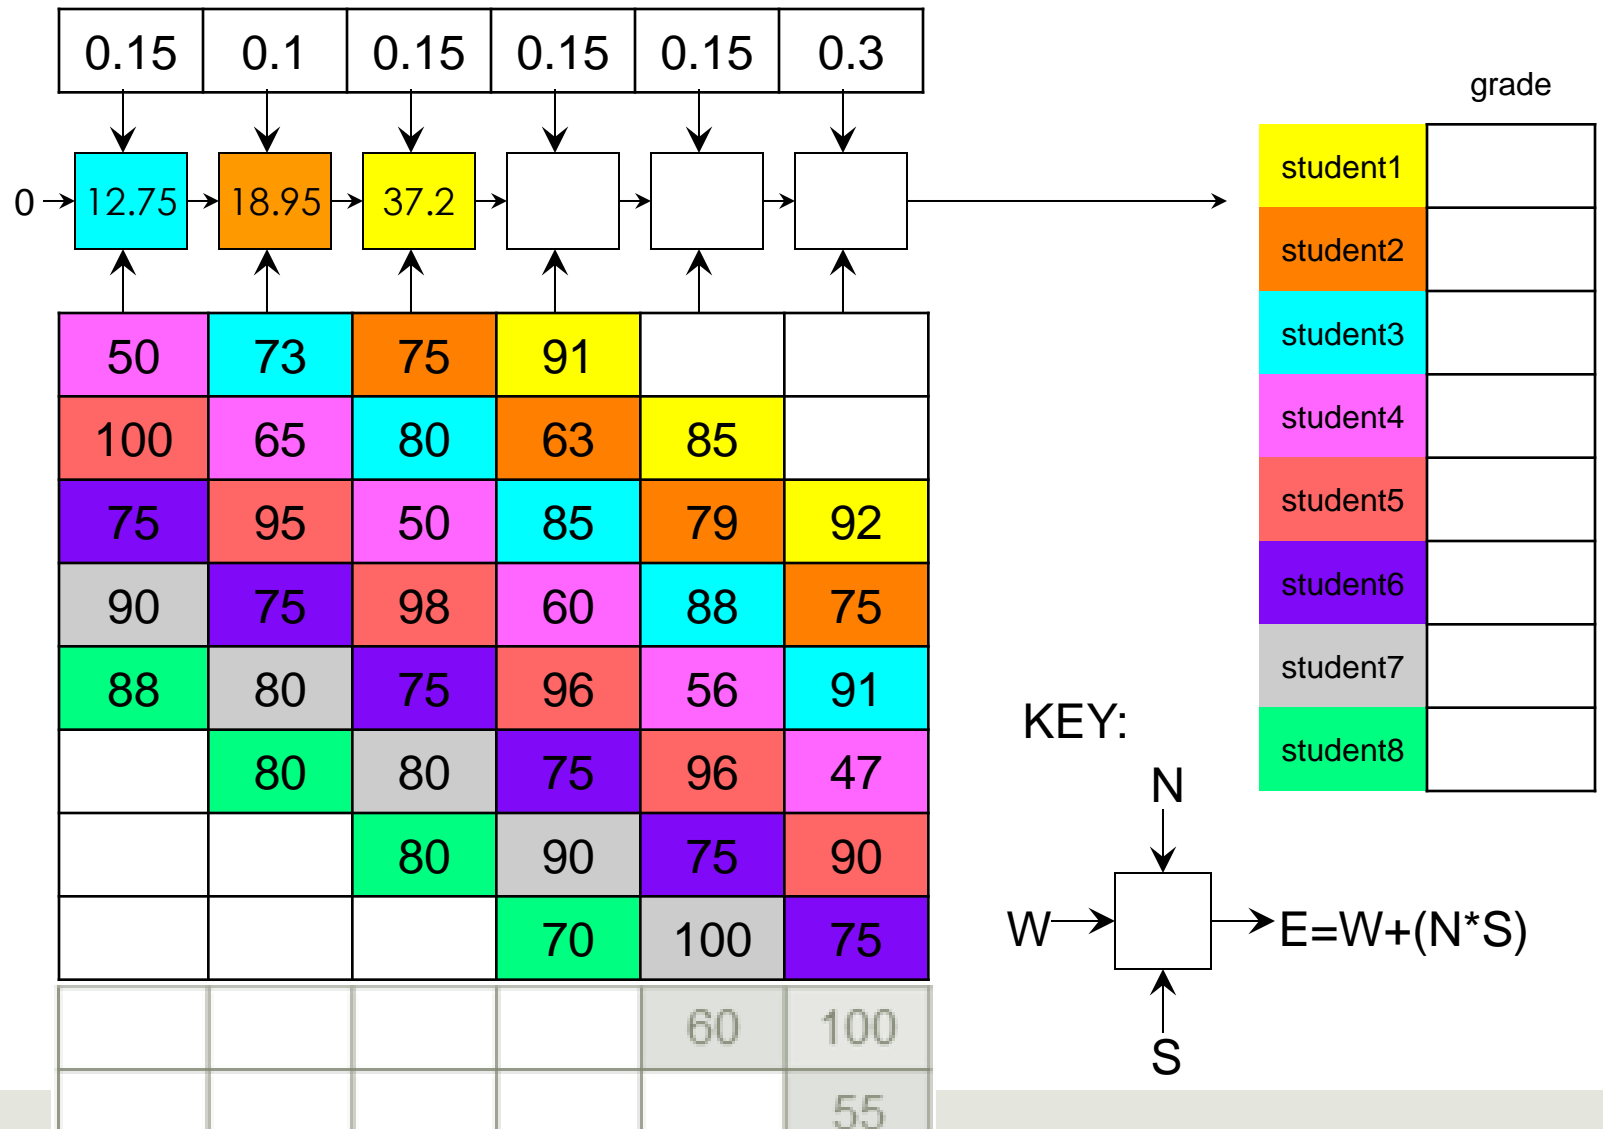 0.15 0.1 0.15 0.15 0.15 0.3
grade
0 12.75 18.95 37.2
student1
student2
student3
student4
student5
student6
student7
student8
50 73 75 91
100 65 80 63 85
75 95 50 85 79 92
90 75 98 60 88 75
88 80 75 96 56 91
80 80 75 96 47
80 90 75 90
70 100 75
60 100
55
KEY:
N
W E=W+(N*S)
S